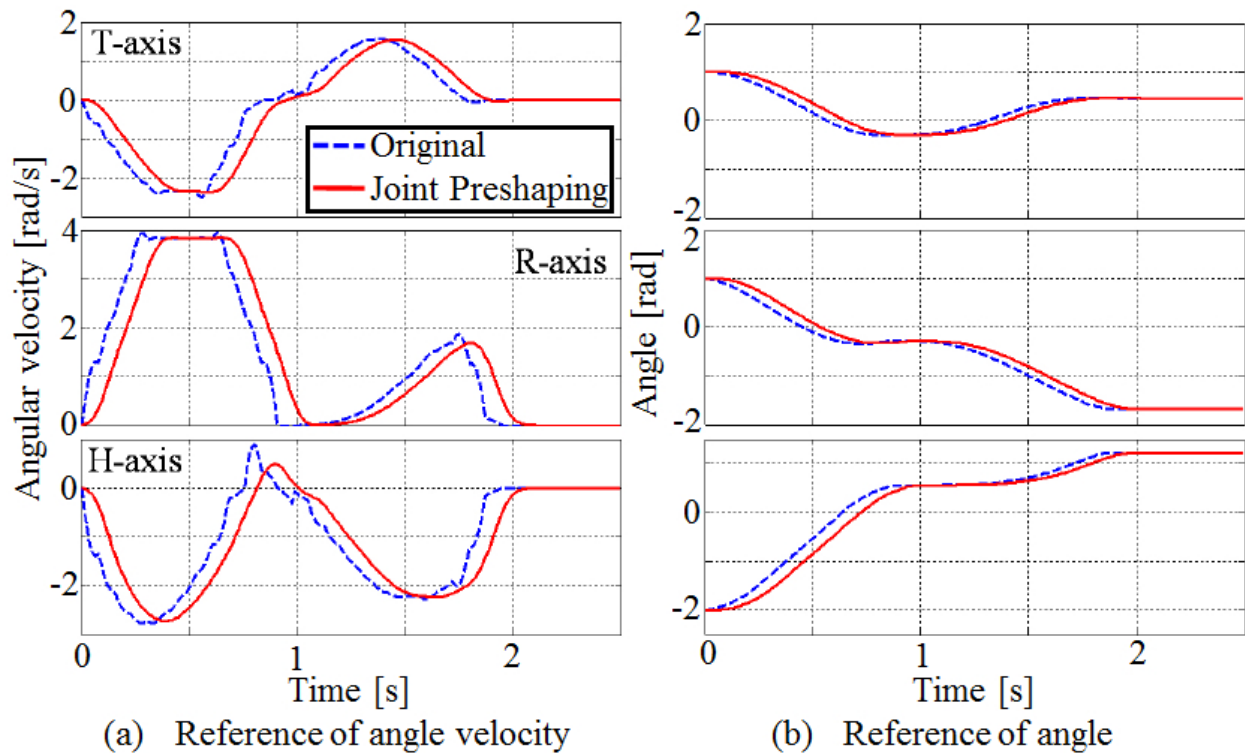 2
T-axis
0
-2
Original
Joint Preshaping
4
R-axis
2
0
H-axis
0
-2
0
1
2
Angular velocity [rad/s]
Time [s]
(a) Reference of angle velocity
2
0
-2
2
0
-2
0
-2
0
1
2
Angle [rad]
Time [s]
(b) Reference of angle